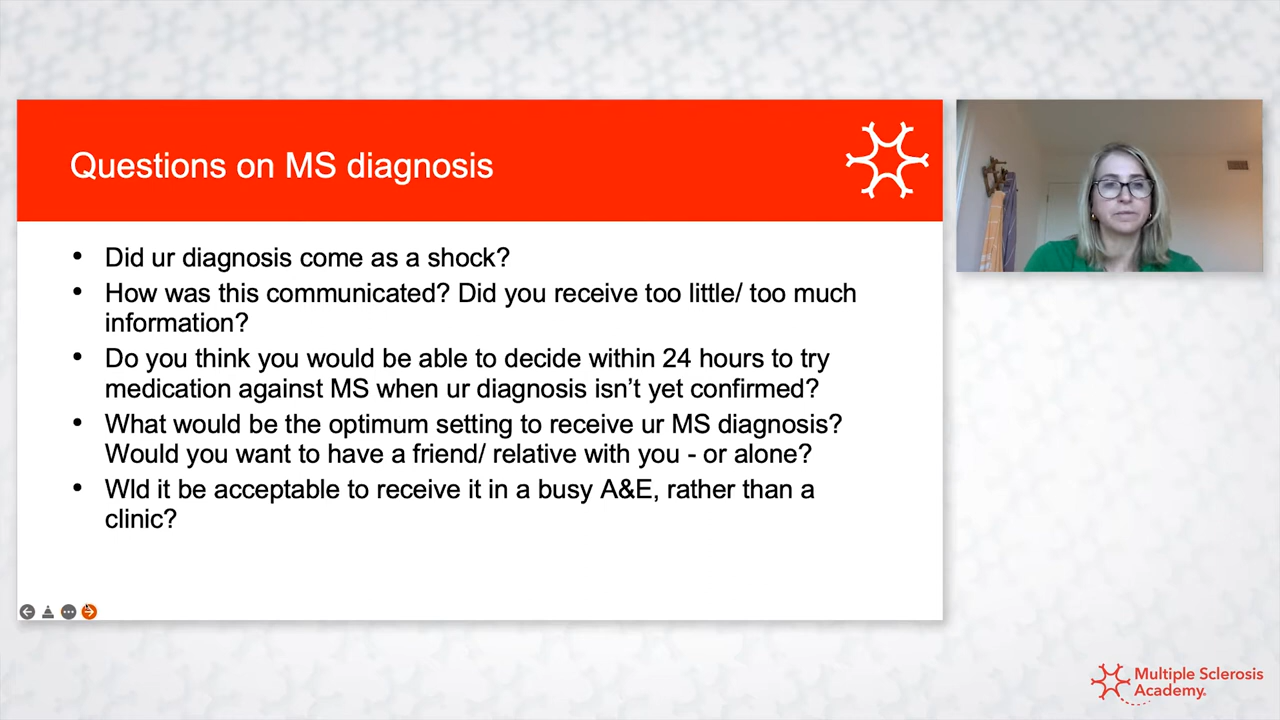 Questions on MS diagnosis
• Did ur diagnosis come as a shock?
• How was this communicated? Did you receive too little/ too much
information?
• Do you think you would be able to decide within 24 hours to try
medication against MS when ur diagnosis isn’t yet confirmed?
• What would be the optimum setting to receive ur MS diagnosis?
Would you want to have a friend/ relative with you - or alone?
• Wld it be acceptable to receive it in a busy A&E, rather than a
clinic?
Multiple Sclerosis
Academy®